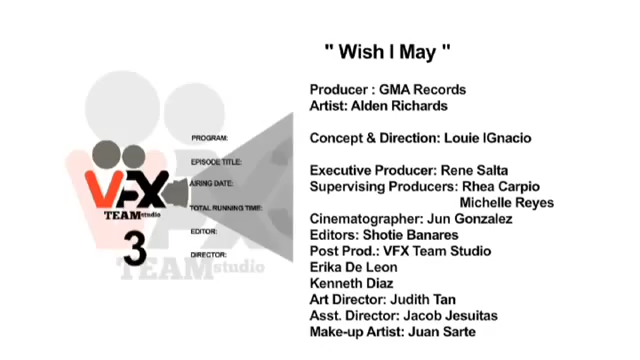 " Wish I May "
Producer : GMA Records
Artist: Alden Richards
Concept & Direction: Louie IGnacio
Executive Producer: Rene Salta
Supervising Producers: Rhea Carpio
Michelle Reyes
Cinematographer: Jun Gonzalez
Editors: Shotie Banares
Post Prod.: VFX Team Studio
Erika De Leon
Kenneth Diaz
Art Director: Judith Tan
Asst. Director: Jacob Jesuitas
Make-up Artist: Juan Sarte
PROGRAM:
EPISODE TITLE:
AIRING DATE:
TOTAL RUNNING TIME:
EDITOR:
DIRECTOR:
VFX
TEAM studio
3
VFX
TEAM studio